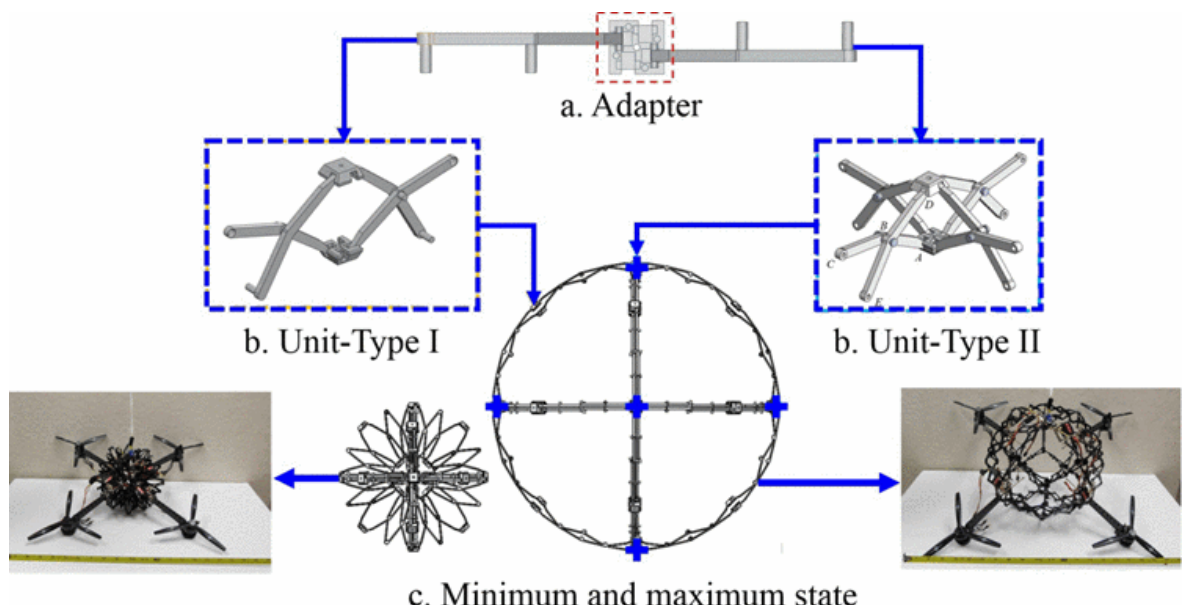 a. Adapter
D
B
A
C
E
b. Unit-Type I
b. Unit-Type II
c. Minimum and maximum state